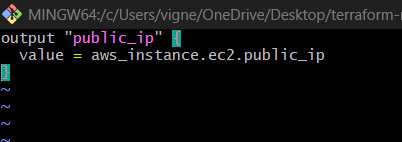 MINGW64:/c/Users/vigne/OneDrive/Desktop/terraform-
output "public_ip" {
  value = aws_instance.ec2.public_ip
}
~
~
~
~